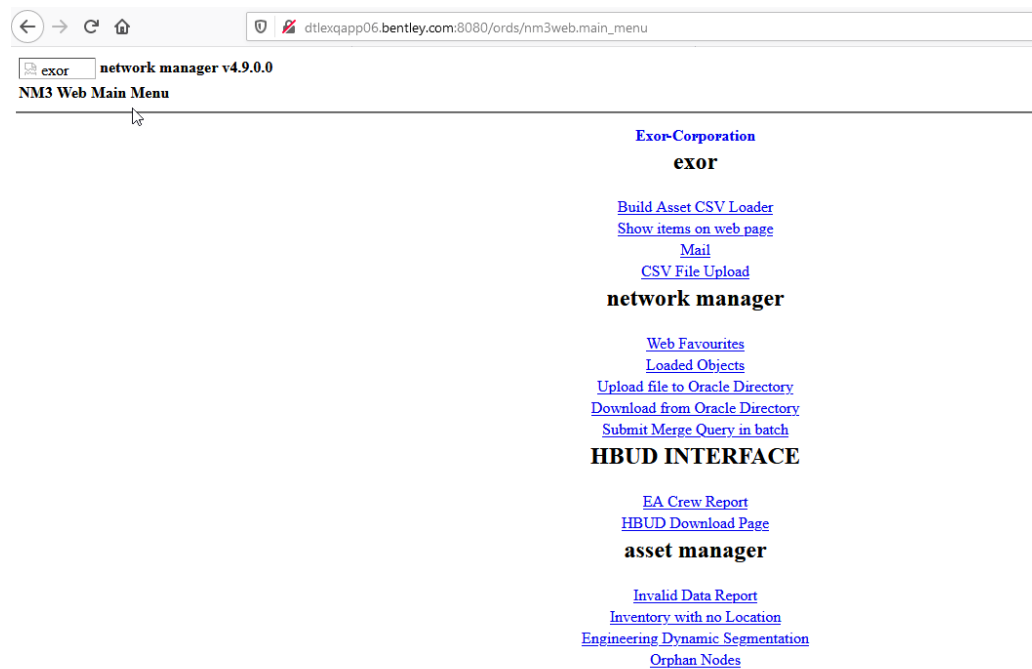 dtlexqapp06.bentley.com:8080/ords/nm3web.main_menu
exor network manager v4.9.0.0
NM3 Web Main Menu
Exor-Corporation
exor
Build Asset CSV Loader
Show items on web page
Mail
CSV File Upload
network manager
Web Favourites
Loaded Objects
Upload file to Oracle Directory
Download from Oracle Directory
Submit Merge Query in batch
HBUD INTERFACE
EA Crew Report
HBUD Download Page
asset manager
Invalid Data Report
Inventory with no Location
Engineering Dynamic Segmentation
Orphan Nodes